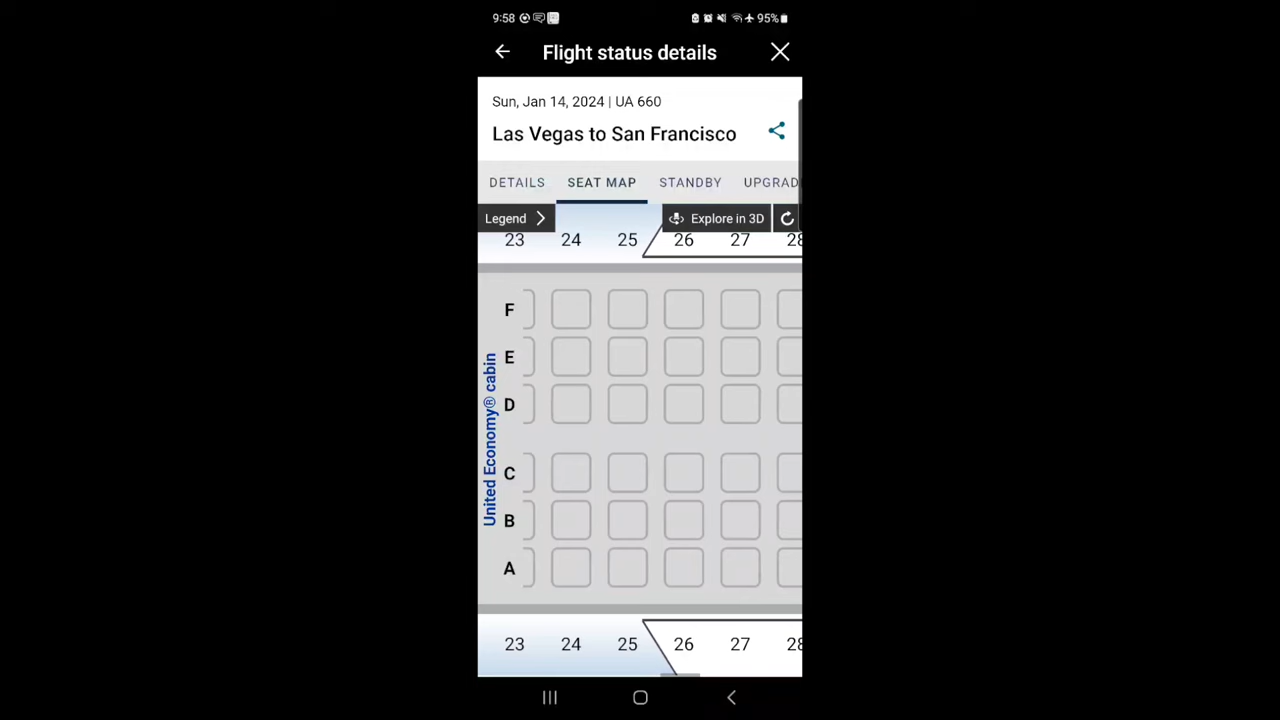 9:58 95%
Flight status details
Sun, Jan 14, 2024 | UA 660
Las Vegas to San Francisco
DETAILS SEAT MAP STANDBY UPGRAD
Legend Explore in 3D
23 24 25 26 27 28
F
E
D
C
B
A
United Economy® cabin
23 24 25 26 27 28